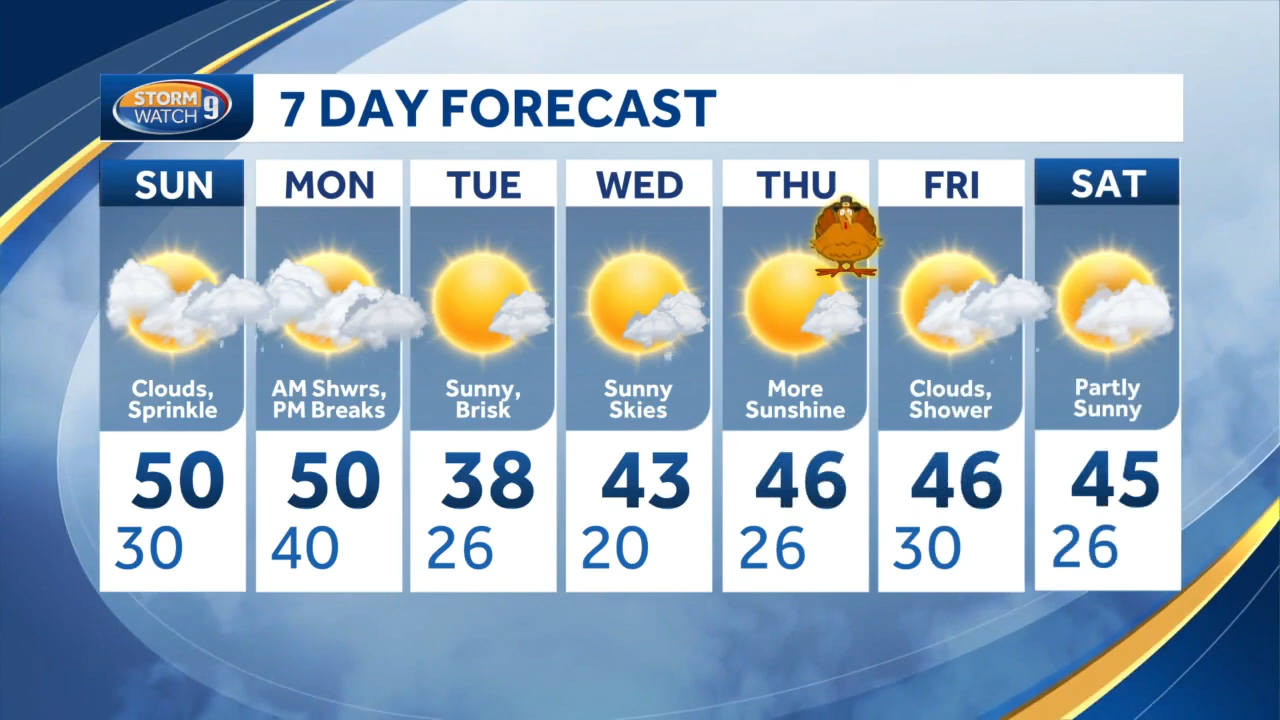 STORM
WATCH 9
7 DAY FORECAST
SUN
MON
TUE
WED
THU
FRI
SAT
Clouds,
Sprinkle
AM Shwrs,
PM Breaks
Sunny,
Brisk
Sunny
Skies
More
Sunshine
Clouds,
Shower
Partly
Sunny
50
50
38
43
46
46
45
30
40
26
20
26
30
26